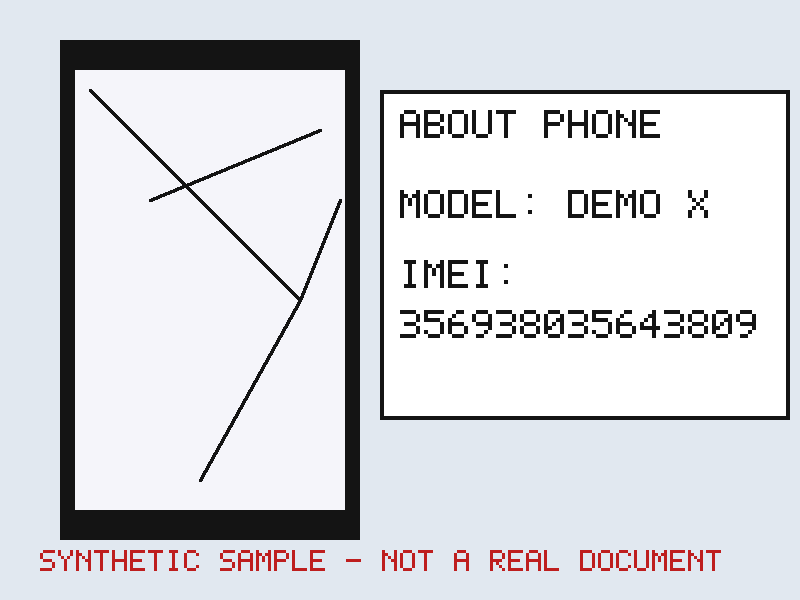 ABOUT PHONE
MODEL: DEMO X
IMEI:
356938035643809
SYNTHETIC SAMPLE - NOT A REAL DOCUMENT